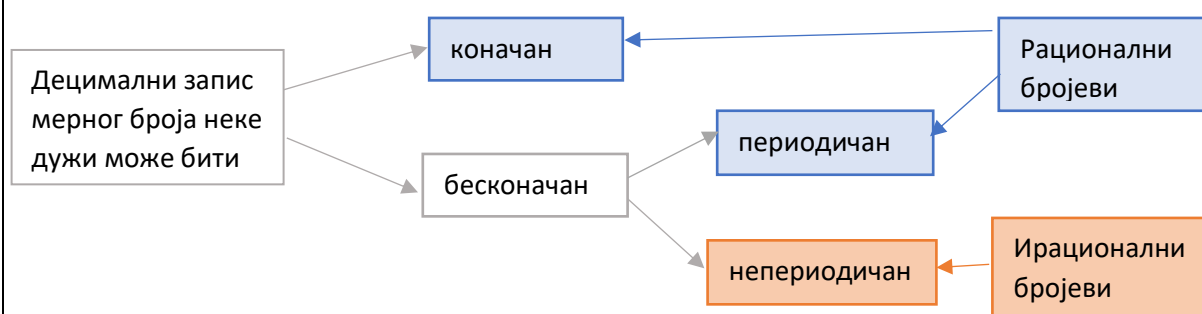 Децимални запис
мерног броја неке
дужи може бити
коначан
бесконачан
периодичан
непериодичан
Рационални
бројеви
Ирационални
бројеви